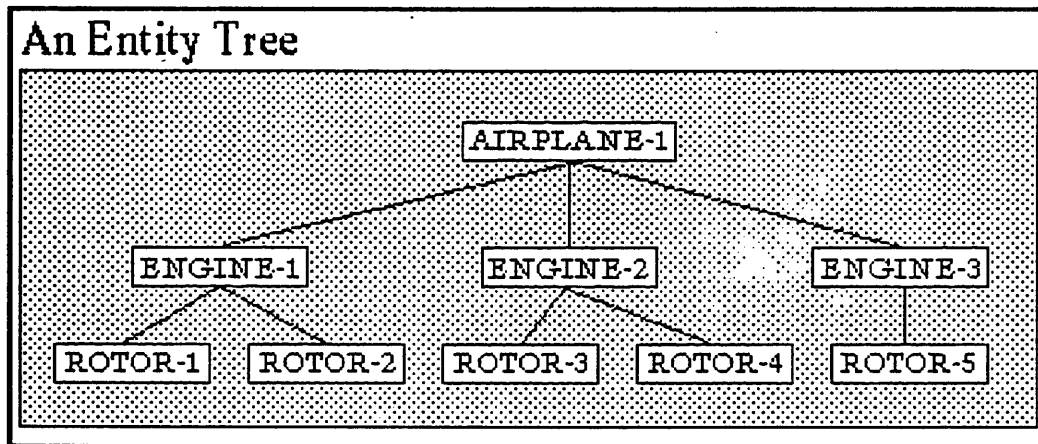 An Entity Tree
AIRPLANE-1
ENGINE-1 ENGINE-2 ENGINE-3
ROTOR-1 ROTOR-2 ROTOR-3 ROTOR-4 ROTOR-5